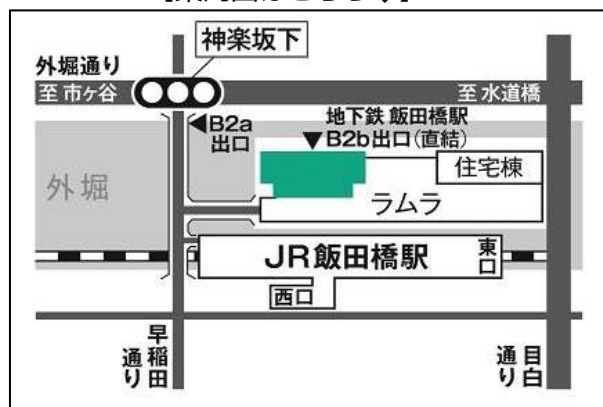 神楽坂下
外堀通り
至市ヶ谷
至水道橋
◀B2a
出口
地下鉄 飯田橋駅
▼B2b出口(直結)
住宅棟
外堀
ラムラ
JR飯田橋駅
東口
西口
早稲田通り
目白通り